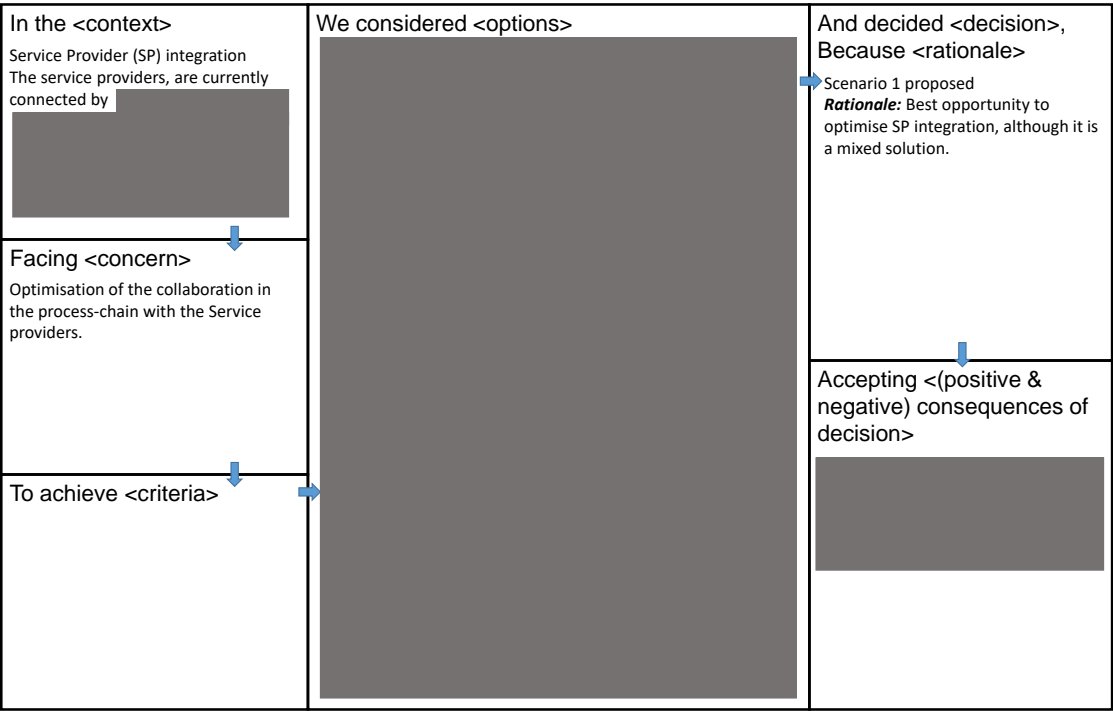 In the <context>
Service Provider (SP) integration
The service providers, are currently
connected by
Facing <concern>
Optimisation of the collaboration in
the process-chain with the Service
providers.
To achieve <criteria>
We considered <options>
And decided <decision>,
Because <rationale>
Scenario 1 proposed
Rationale: Best opportunity to
optimise SP integration, although it is
a mixed solution.
Accepting <(positive &
negative) consequences of
decision>